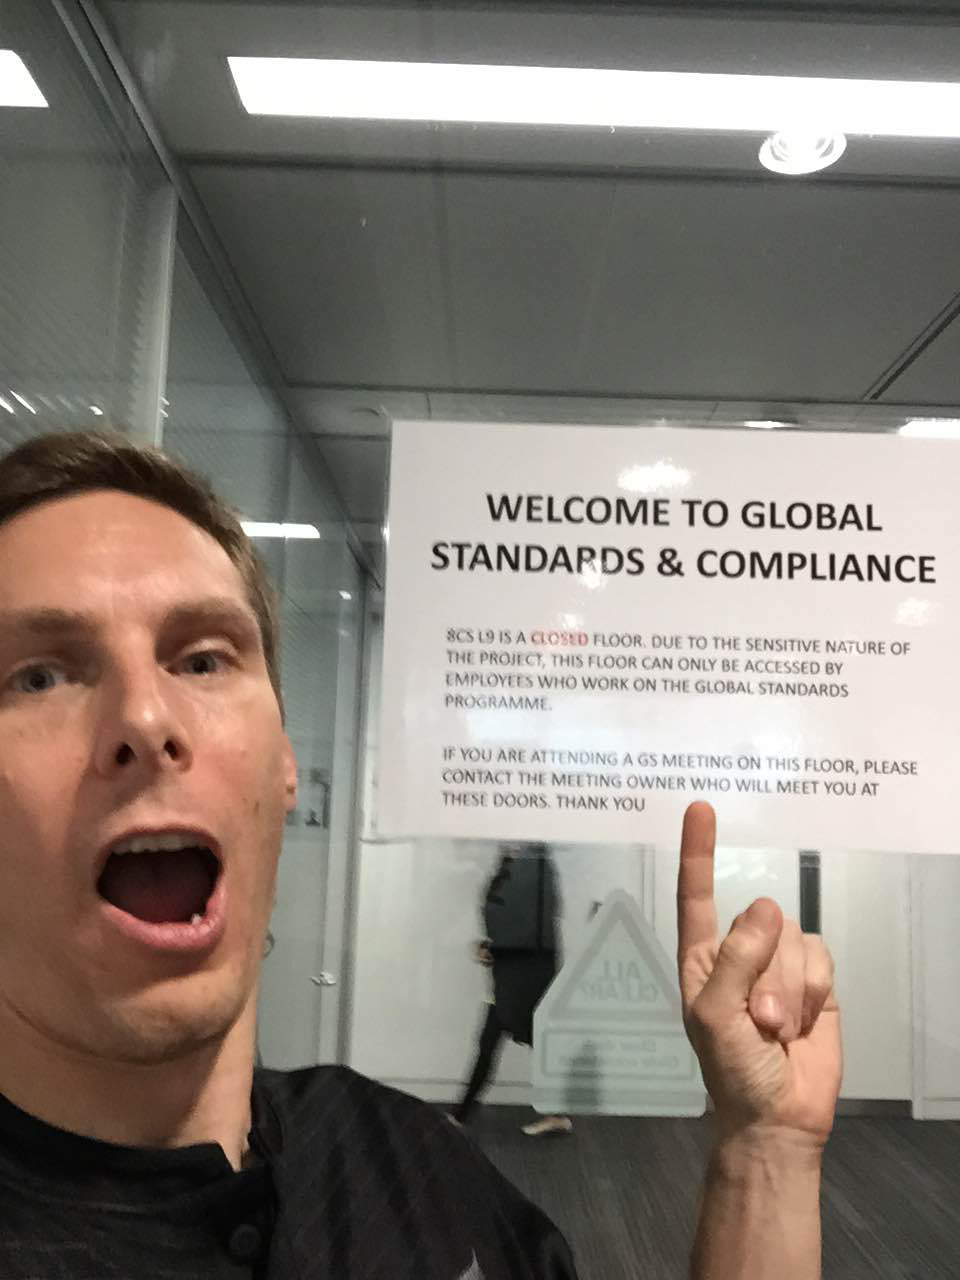 WELCOME TO GLOBAL
STANDARDS & COMPLIANCE
8CS L9 IS A CLOSED FLOOR. DUE TO THE SENSITIVE NATURE OF
THE PROJECT, THIS FLOOR CAN ONLY BE ACCESSED BY
EMPLOYEES WHO WORK ON THE GLOBAL STANDARDS
PROGRAMME.
IF YOU ARE ATTENDING A GS MEETING ON THIS FLOOR, PLEASE
CONTACT THE MEETING OWNER WHO WILL MEET YOU AT
THESE DOORS. THANK YOU
ALL
CLEAR?